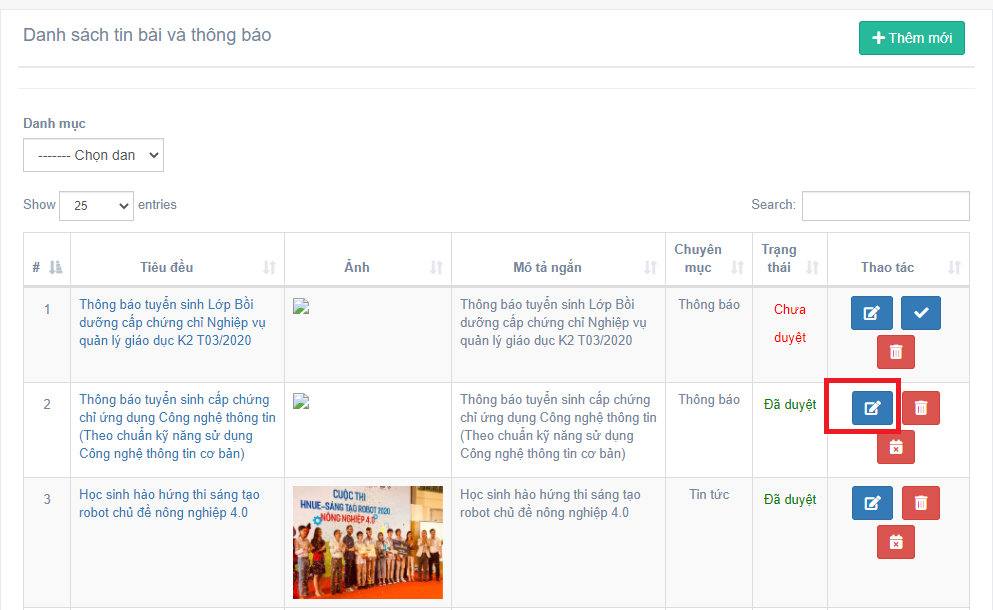 Danh sách tin bài và thông báo
Thêm mới
Danh mục
------- Chọn dan
Show 25 entries
Search:
# Tiêu đều Ảnh Mô tả ngắn Chuyên mục Trạng thái Thao tác
1
Thông báo tuyển sinh Lớp Bồi
dưỡng cấp chứng chỉ Nghiệp vụ
quản lý giáo dục K2 T03/2020
Thông báo tuyển sinh Lớp Bồi
dưỡng cấp chứng chỉ Nghiệp vụ
quản lý giáo dục K2 T03/2020
Thông báo
Chưa
duyệt
2
Thông báo tuyển sinh cấp chứng
chỉ ứng dụng Công nghệ thông tin
(Theo chuẩn kỹ năng sử dụng
Công nghệ thông tin cơ bản)
Thông báo tuyển sinh cấp chứng
chỉ ứng dụng Công nghệ thông tin
(Theo chuẩn kỹ năng sử dụng
Công nghệ thông tin cơ bản)
Thông báo
Đã duyệt
3
Học sinh hào hứng thi sáng tạo
robot chủ đề nông nghiệp 4.0
CUỘC THI
HNUE-SÁNG TẠO ROBOT 2020
NÔNG NGHIỆP 4.0
Học sinh hào hứng thi sáng tạo
robot chủ đề nông nghiệp 4.0
Tin tức
Đã duyệt